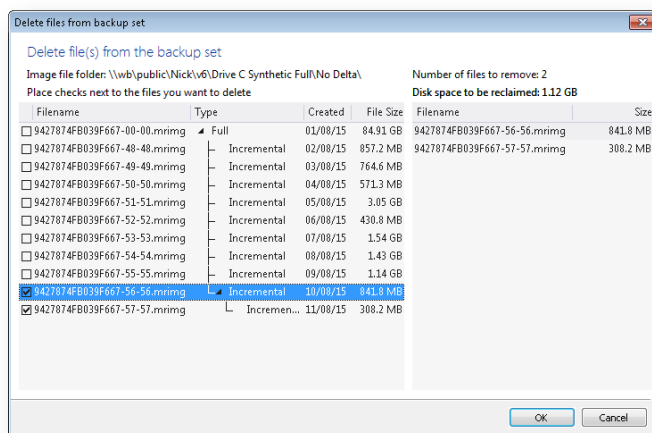 Delete files from backup set
Delete file(s) from the backup set
Image file folder: \\wb\public\Nick\v6\Drive C Synthetic Full\No Delta\
Number of files to remove: 2
Place checks next to the files you want to delete
Disk space to be reclaimed: 1.12 GB
Filename Type Created File Size Filename Size
9427874FB039F667-00-00.mrimg Full 01/08/15 84.91 GB 9427874FB039F667-56-56.mrimg 841.8 MB
9427874FB039F667-48-48.mrimg Incremental 02/08/15 857.2 MB 9427874FB039F667-57-57.mrimg 308.2 MB
9427874FB039F667-49-49.mrimg Incremental 03/08/15 764.6 MB
9427874FB039F667-50-50.mrimg Incremental 04/08/15 571.3 MB
9427874FB039F667-51-51.mrimg Incremental 05/08/15 3.05 GB
9427874FB039F667-52-52.mrimg Incremental 06/08/15 430.8 MB
9427874FB039F667-53-53.mrimg Incremental 07/08/15 1.54 GB
9427874FB039F667-54-54.mrimg Incremental 08/08/15 1.43 GB
9427874FB039F667-55-55.mrimg Incremental 09/08/15 1.14 GB
9427874FB039F667-56-56.mrimg Incremental 10/08/15 841.8 MB
9427874FB039F667-57-57.mrimg Incremen... 11/08/15 308.2 MB
OK Cancel